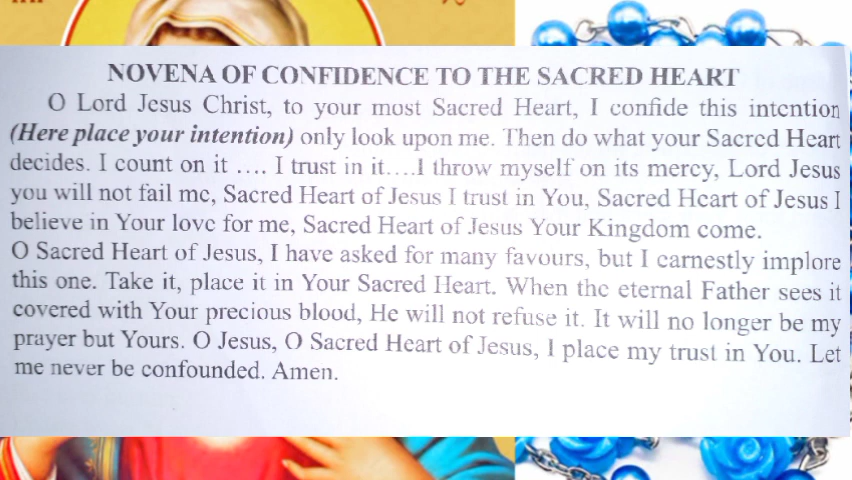 NOVENA OF CONFIDENCE TO THE SACRED HEART
O Lord Jesus Christ, to your most Sacred Heart, I confide this intention
(Here place your intention) only look upon me. Then do what your Sacred Heart
decides. I count on it …. I trust in it….I throw myself on its mercy, Lord Jesus
you will not fail me, Sacred Heart of Jesus I trust in You, Sacred Heart of Jesus I
believe in Your love for me, Sacred Heart of Jesus Your Kingdom come.
O Sacred Heart of Jesus, I have asked for many favours, but I earnestly implore
this one. Take it, place it in Your Sacred Heart. When the eternal Father sees it
covered with Your precious blood, He will not refuse it. It will no longer be my
prayer but Yours. O Jesus, O Sacred Heart of Jesus, I place my trust in You. Let
me never be confounded. Amen.